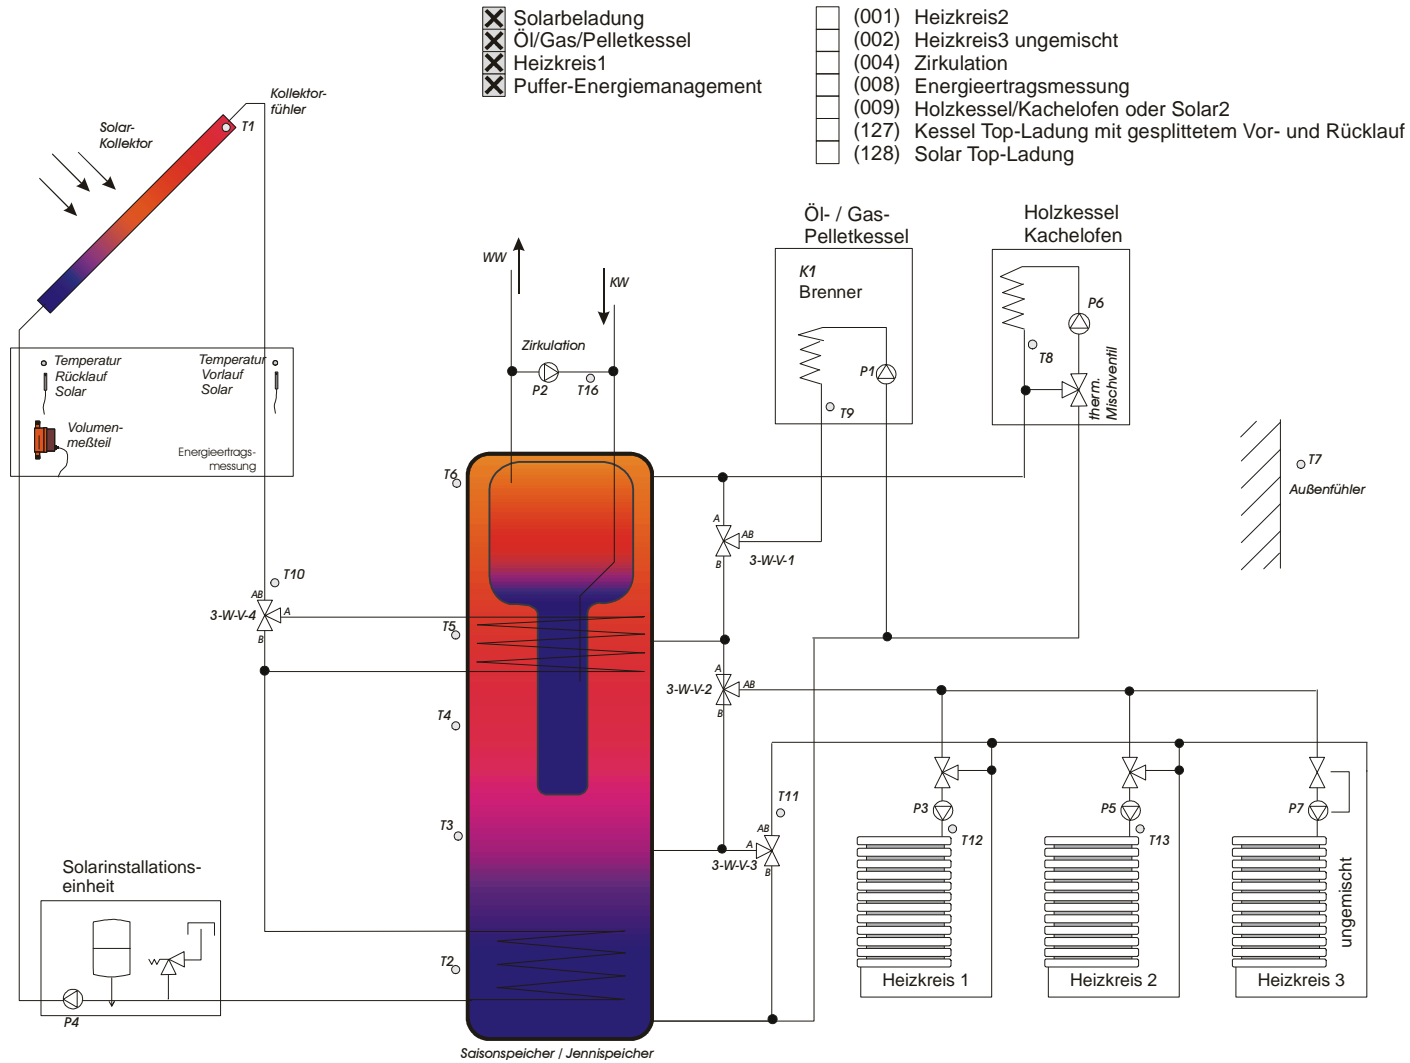 Solarbeladung
Öl/Gas/Pelletkessel
Heizkreis1
Puffer-Energiemanagement
(001) Heizkreis2
(002) Heizkreis3 ungemischt
(004) Zirkulation
(008) Energieertragsmessung
(009) Holzkessel/Kachelofen oder Solar2
(127) Kessel Top-Ladung mit gesplittetem Vor- und Rücklauf
(128) Solar Top-Ladung
Kollektor-
fühler
T1
Solar-
Kollektor
Öl- / Gas-
Pelletkessel
K1
Brenner
P1
T9
Holzkessel
Kachelofen
P6
T8
therm.
Mischventil
WW
KW
Zirkulation
P2
T16
Temperatur
Rücklauf
Solar
Temperatur
Vorlauf
Solar
Volumen-
meßteil
Energieertrags-
messung
T7
Außenfühler
T6
A
AB
B
3-W-V-1
T10
AB
3-W-V-4
A
B
T5
A
AB
3-W-V-2
B
T4
T11
AB
A
3-W-V-3
B
T3
P3
T12
P5
T13
P7
ungemischt
Solarinstallations-
einheit
P4
T2
Heizkreis 1
Heizkreis 2
Heizkreis 3
Saisonspeicher / Jennispeicher